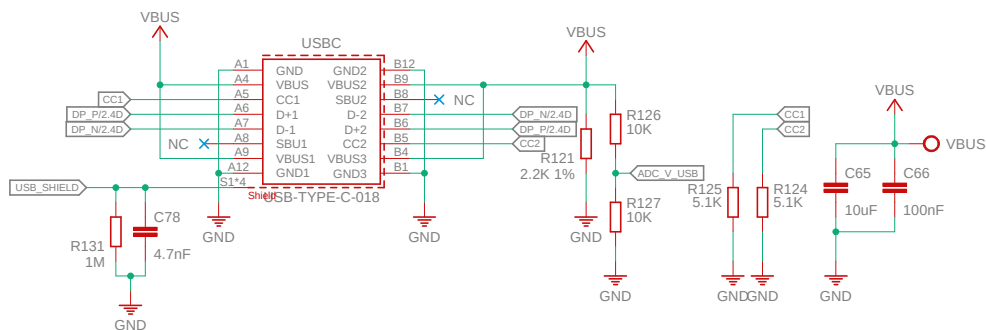 VBUS
USBC
A1
GND
GND2
B12
A4
VBUS
VBUS2
B9
CC1
A5
CC1
SBU2
B8
NC
DP_P/2.4D
A6
D+1
D-2
B7
DP_N/2.4D
DP_N/2.4D
A7
D-1
D+2
B6
DP_P/2.4D
NC
A8
SBU1
CC2
B5
CC2
A9
VBUS1
VBUS3
B4
A12
GND1
GND3
B1
USB_SHIELD
S1*4
Shield
USB-TYPE-C-018
GND
GND
R131
1M
C78
4.7nF
GND
VBUS
R121
2.2K 1%
GND
R126
10K
ADC_V_USB
R127
10K
GND
CC1
CC2
R125
5.1K
R124
5.1K
GND
GND
VBUS
VBUS
C65
10uF
C66
100nF
GND